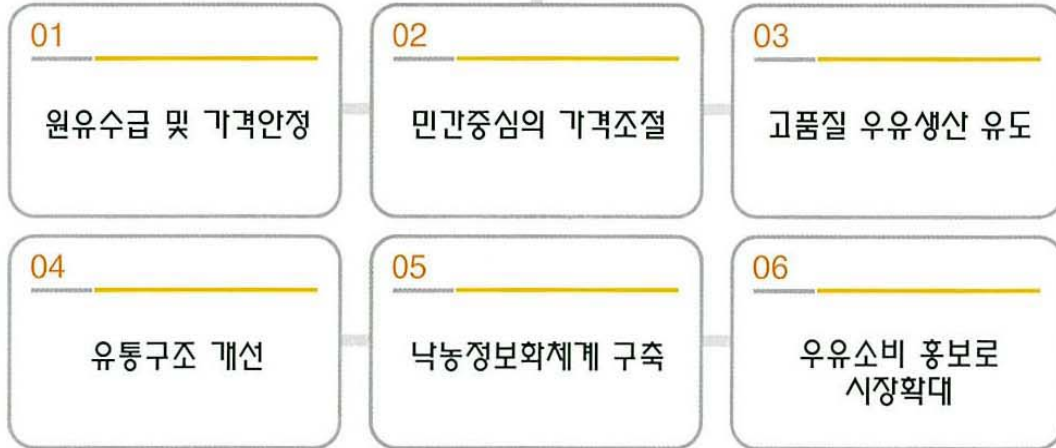 01
원유수급 및 가격안정
02
민간중심의 가격조절
03
고품질 우유생산 유도
04
유통구조 개선
05
낙농정보화체계 구축
06
우유소비 홍보로
시장확대